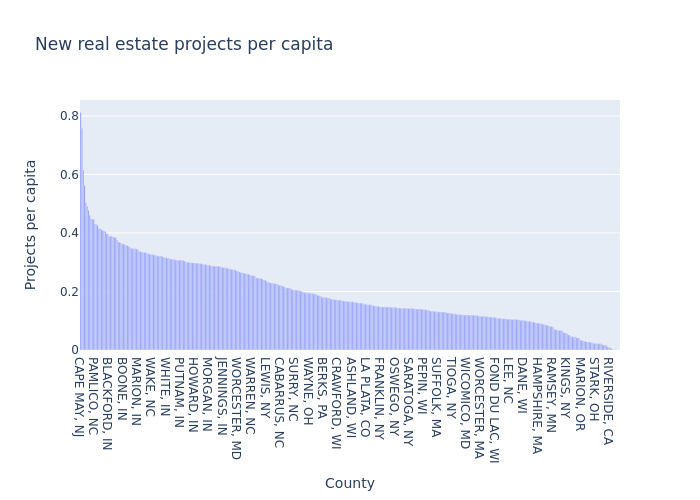 New real estate projects per capita
Projects per capita
0.8
0.6
0.4
0.2
0
CAPE MAY, NJ
PAMLICO, NC
BLACKFORD, IN
BOONE, IN
MARION, IN
WAKE, NC
WHITE, IN
PUTNAM, IN
HOWARD, IN
MORGAN, IN
JENNINGS, IN
WORCESTER, MD
WARREN, NC
LEWIS, NY
CABARRUS, NC
SURRY, NC
WAYNE, OH
BERKS, PA
CRAWFORD, WI
ASHLAND, WI
LA PLATA, CO
FRANKLIN, NY
OSWEGO, NY
SARATOGA, NY
PEPIN, WI
SUFFOLK, MA
TIOGA, NY
WICOMICO, MD
WORCESTER, MA
FOND DU LAC, WI
LEE, NC
DANE, WI
HAMPSHIRE, MA
RAMSEY, MN
KINGS, NY
MARION, OR
STARK, OH
RIVERSIDE, CA
County